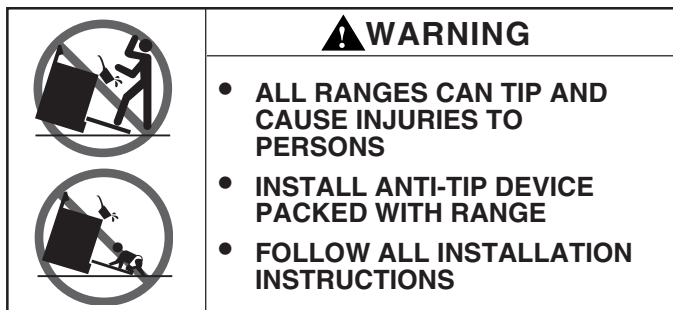 WARNING
• ALL RANGES CAN TIP AND
CAUSE INJURIES TO
PERSONS
• INSTALL ANTI-TIP DEVICE
PACKED WITH RANGE
• FOLLOW ALL INSTALLATION
INSTRUCTIONS